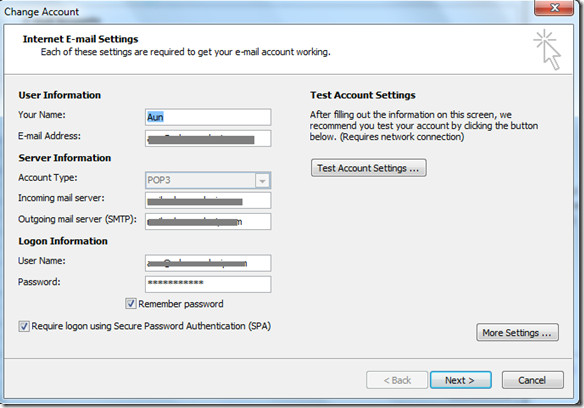 Change Account
Internet E-mail Settings
Each of these settings are required to get your e-mail account working.
User Information
Your Name:
Aun
E-mail Address:
Server Information
Account Type:
POP3
Incoming mail server:
Outgoing mail server (SMTP):
Logon Information
User Name:
Password:
***********
Remember password
Require logon using Secure Password Authentication (SPA)
Test Account Settings
After filling out the information on this screen, we
recommend you test your account by clicking the button
below. (Requires network connection)
Test Account Settings ...
More Settings ...
< Back
Next >
Cancel